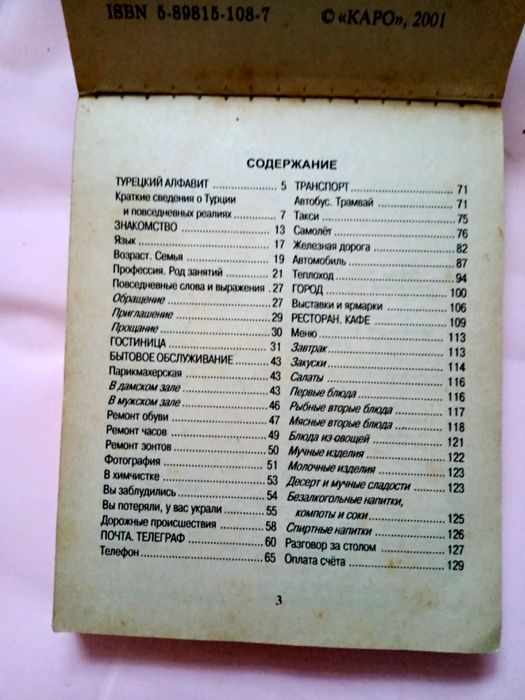 ISBN 5-89815-108-7 © «КАРО», 2001
СОДЕРЖАНИЕ
ТУРЕЦКИЙ АЛФАВИТ 5
Краткие сведения о Турции
и повседневных реалиях 7
ЗНАКОМСТВО 13
Язык 17
Возраст. Семья 19
Профессия. Род занятий 21
Повседневные слова и выражения . 27
Обращение 27
Приглашение 29
Прощание 30
ГОСТИНИЦА 31
БЫТОВОЕ ОБСЛУЖИВАНИЕ 43
Парикмахерская 43
В дамском зале 43
В мужском зале 46
Ремонт обуви 47
Ремонт часов 49
Ремонт зонтов 50
Фотография 51
В химчистке 53
Вы заблудились 54
Вы потеряли, у вас украли 55
Дорожные происшествия 58
ПОЧТА. ТЕЛЕГРАФ 60
Телефон 65
ТРАНСПОРТ 71
Автобус. Трамвай 71
Такси 75
Самолёт 76
Железная дорога 82
Автомобиль 87
Теплоход 94
ГОРОД 100
Выставки и ярмарки 106
РЕСТОРАН. КАФЕ 109
Меню 113
Завтрак 113
Закуски 114
Салаты 116
Первые блюда 116
Рыбные вторые блюда 117
Мясные вторые блюда 118
Блюда из овощей 121
Мучные изделия 122
Молочные изделия 123
Десерт и мучные сладости 123
Безалкогольные напитки,
компоты и соки 125
Спиртные напитки 126
Разговор за столом 127
Оплата счёта 129
3